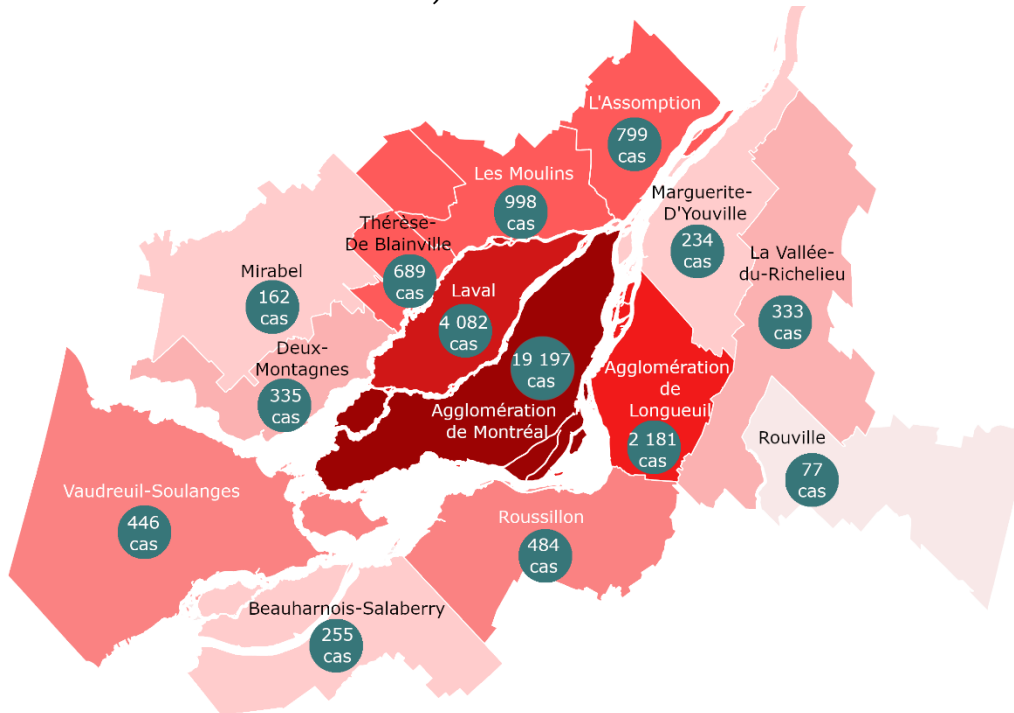 L'Assomption
799
cas
Les Moulins
998
cas
Marguerite-
D'Youville
234
cas
Thérèse-
De Blainville
689
cas
La Vallée-
du-Richelieu
333
cas
Mirabel
162
cas
Laval
4 082
cas
Deux-
Montagnes
335
cas
19 197
cas
Agglomération
de Montréal
Agglomération
de
Longueuil
2 181
cas
Rouville
77
cas
Vaudreuil-Soulanges
446
cas
Roussillon
484
cas
Beauharnois-Salaberry
255
cas